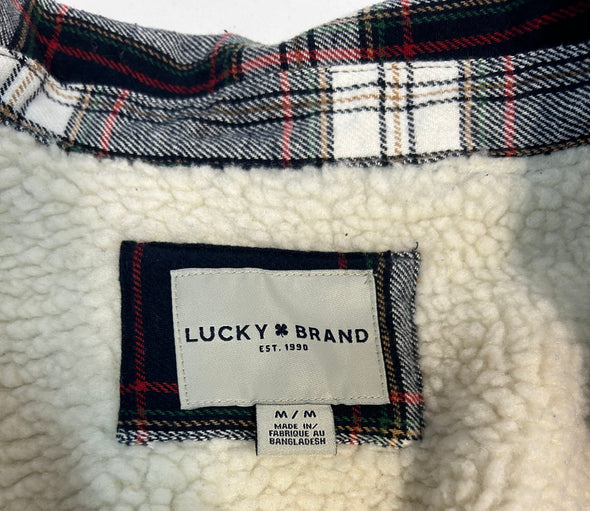 LUCKY BRAND
EST. 1990
M/M
MADE IN/
FABRIQUE AU
BANGLADESH